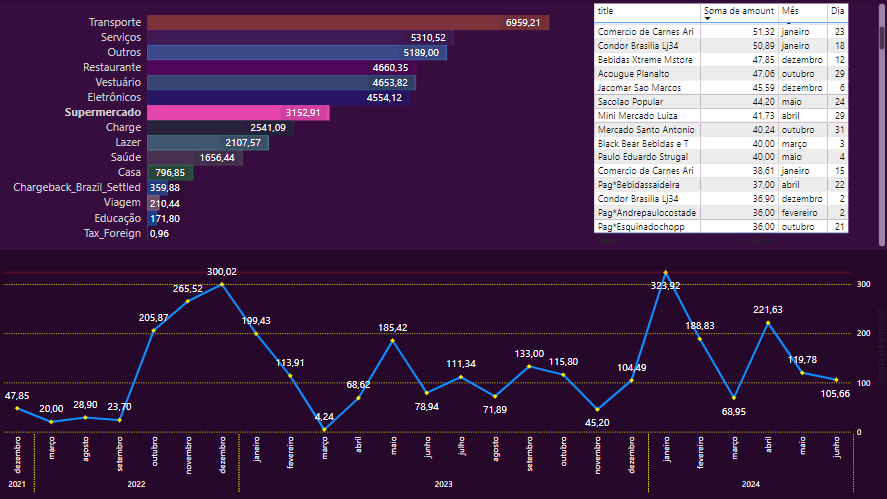 Transporte 6959,21
Serviços 5310,52
Outros 5189,00
Restaurante 4660,35
Vestuário 4653,82
Eletrônicos 4554,12
Supermercado 3152,91
Charge 2541,09
Lazer 2107,57
Saúde 1656,44
Casa 796,85
Chargeback_Brazil_Settled 359,88
Viagem 210,44
Educação 171,80
Tax_Foreign 0,96
title Soma de amount Mês Dia
Comercio de Carnes Ari 51,32 janeiro 23
Condor Brasilia Lj34 50,89 janeiro 18
Bebidas Xtreme Mstore 47,85 dezembro 12
Acougue Planalto 47,06 outubro 29
Jacomar Sao Marcos 45,59 dezembro 6
Sacolao Popular 44,20 maio 24
Mini Mercado Luiza 41,73 abril 29
Mercado Santo Antonio 40,24 outubro 31
Black Bear Bebidas e T 40,00 março 3
Paulo Eduardo Strugal 40,00 maio 4
Comercio de Carnes Ari 38,61 janeiro 15
Pag*Bebidassaideira 37,00 abril 22
Condor Brasilia Lj34 36,90 dezembro 2
Pag*Andrepaulocostade 36,00 fevereiro 2
Pag*Esquinadochopp 36,00 outubro 21
47,85 20,00 28,90 23,70 205,87 265,52 300,02 199,43 113,91 4,24 68,62 185,42 78,94 111,34 71,89 133,00 115,80 45,20 104,49 323,92 188,83 68,95 221,63 119,78 105,66
300
200
100
0
dezembro março agosto setembro outubro novembro dezembro janeiro fevereiro março abril maio junho julho agosto setembro outubro novembro dezembro janeiro fevereiro março abril maio junho
2021 2022 2023 2024